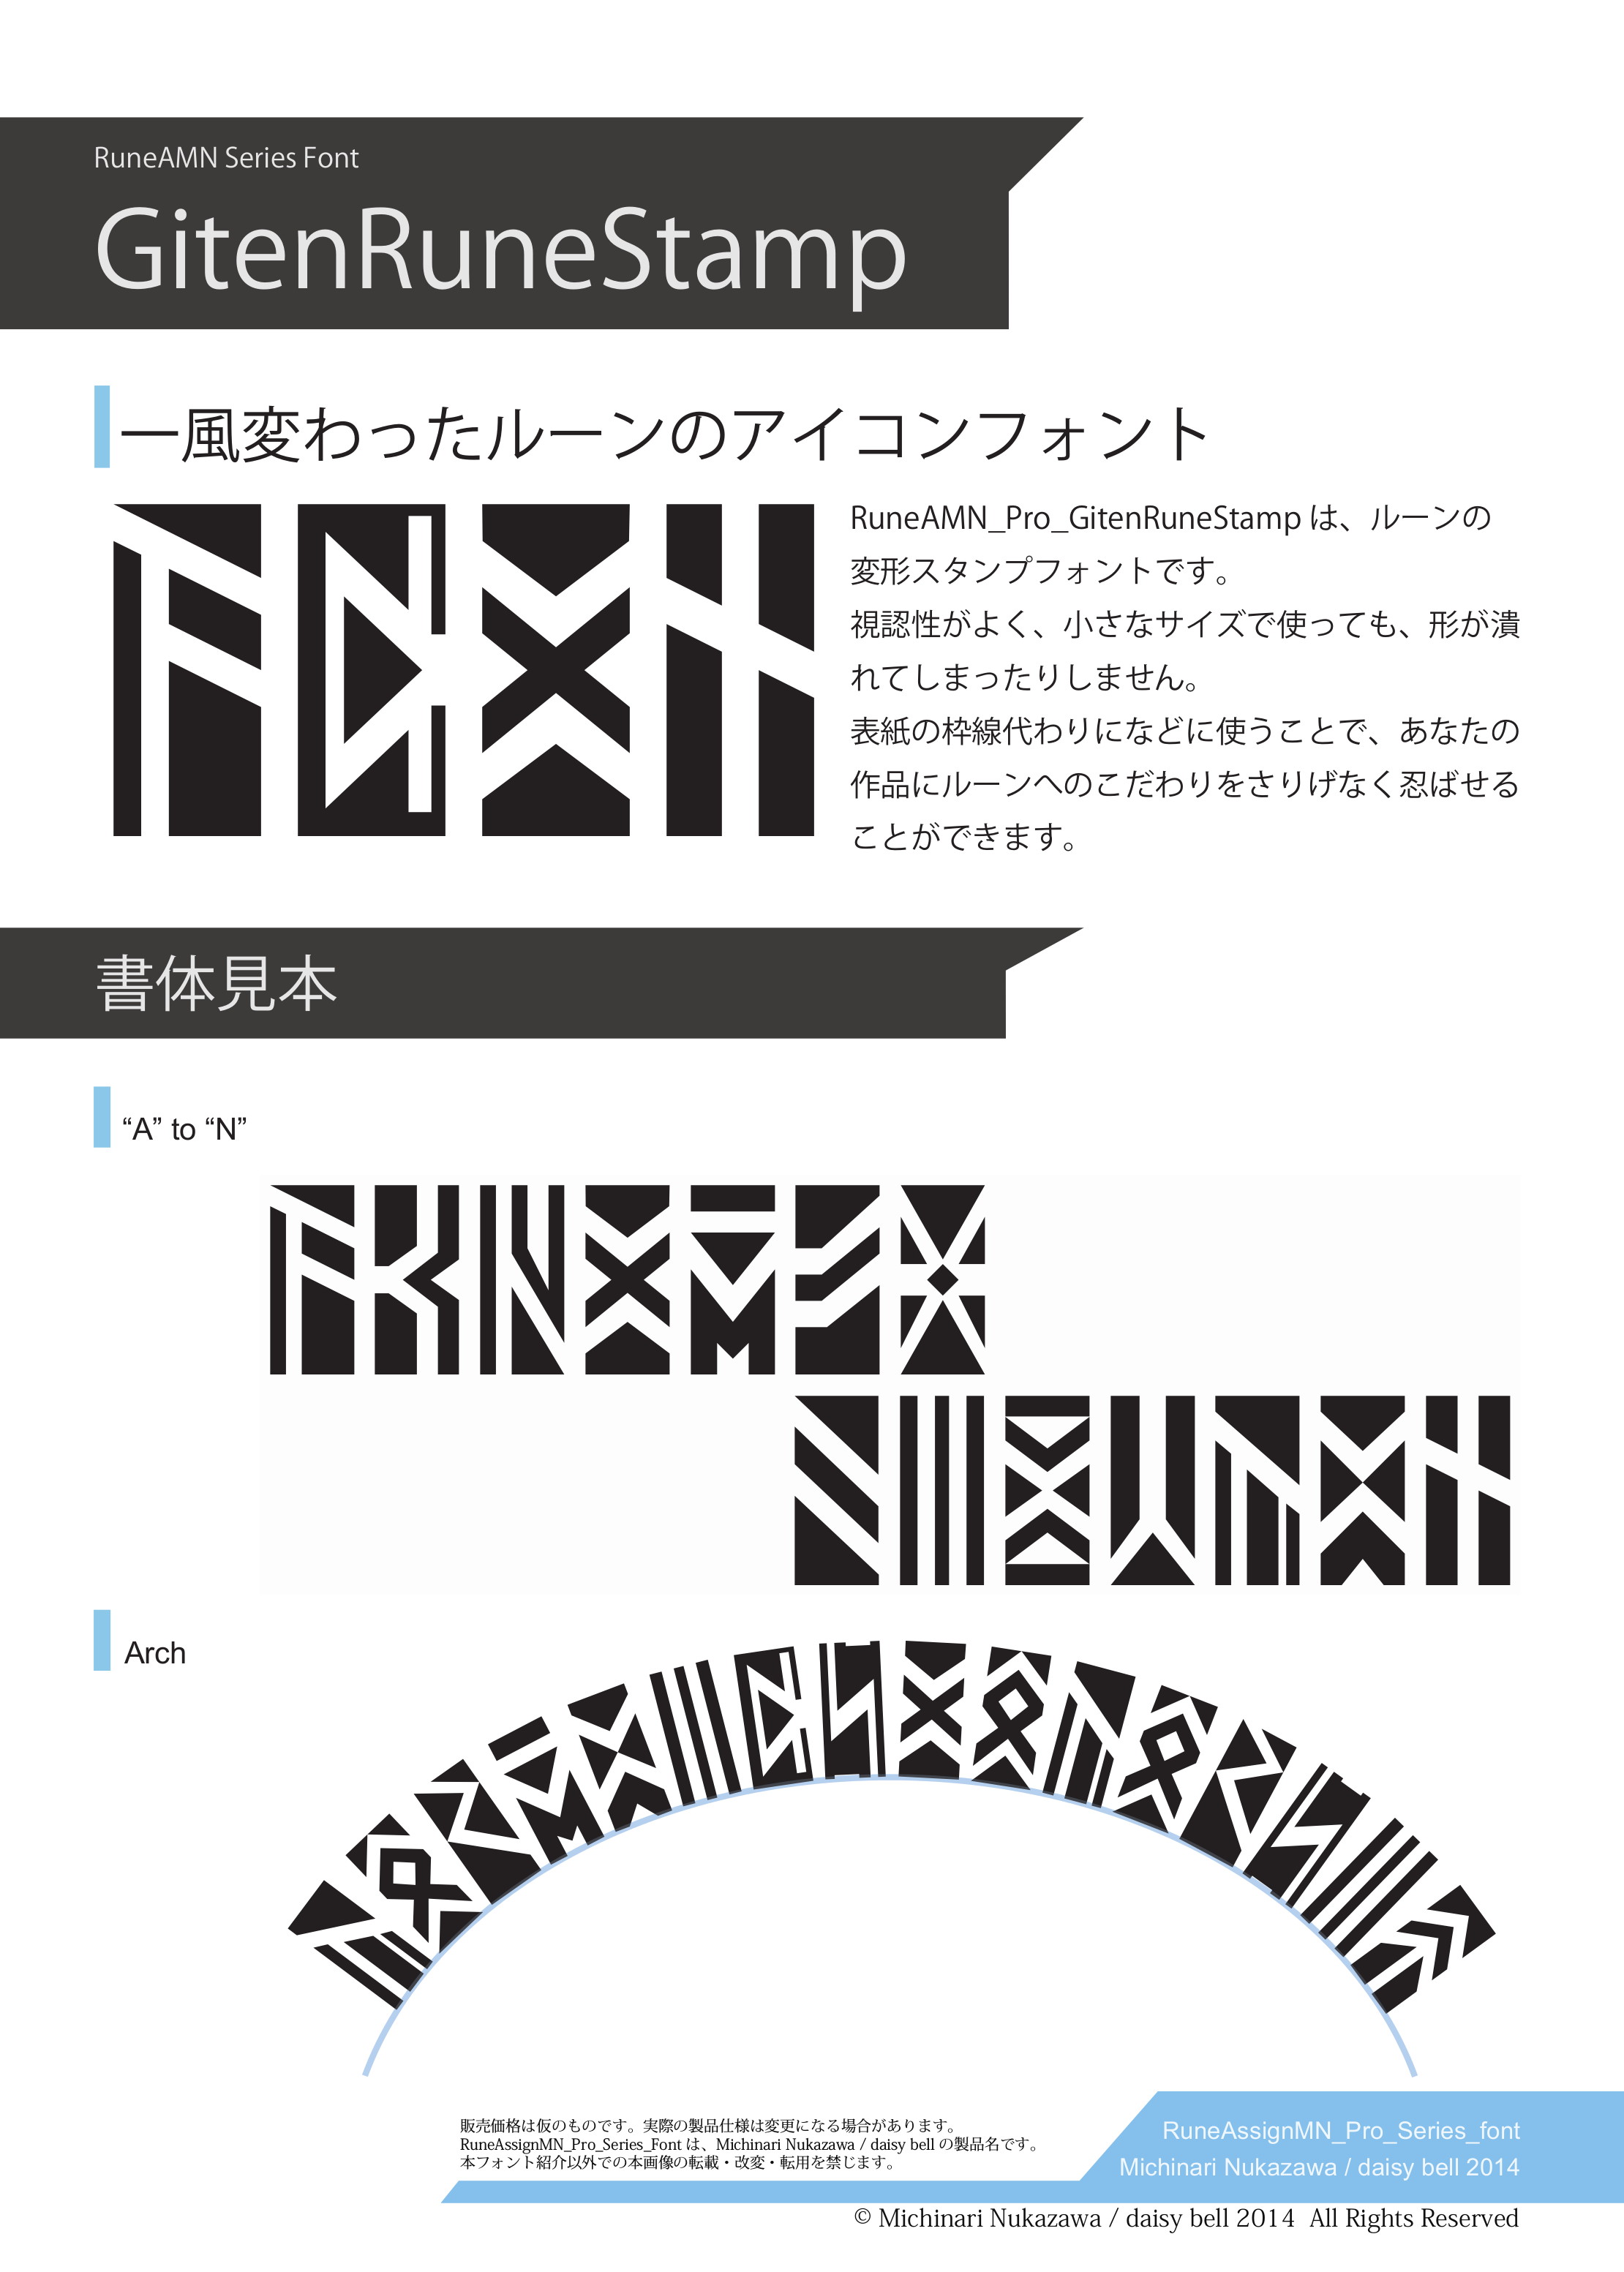 RuneAMN Series Font
GitenRuneStamp
一風変わったルーンのアイコンフォント
RuneAMN_Pro_GitenRuneStamp は、ルーンの
変形スタンプフォントです。
視認性がよく、小さなサイズで使っても、形が潰
れてしまったりしません。
表紙の枠線代わりになどに使うことで、あなたの
作品にルーンへのこだわりをさりげなく忍ばせる
ことができます。
書体見本
“A” to “N”
Arch
販売価格は仮のものです。実際の製品仕様は変更になる場合があります。
RuneAssignMN_Pro_Series_Font は、Michinari Nukazawa / daisy bell の製品名です。
本フォント紹介以外での本画像の転載・改変・転用を禁じます。
RuneAssignMN_Pro_Series_font
Michinari Nukazawa / daisy bell 2014
© Michinari Nukazawa / daisy bell 2014 All Rights Reserved